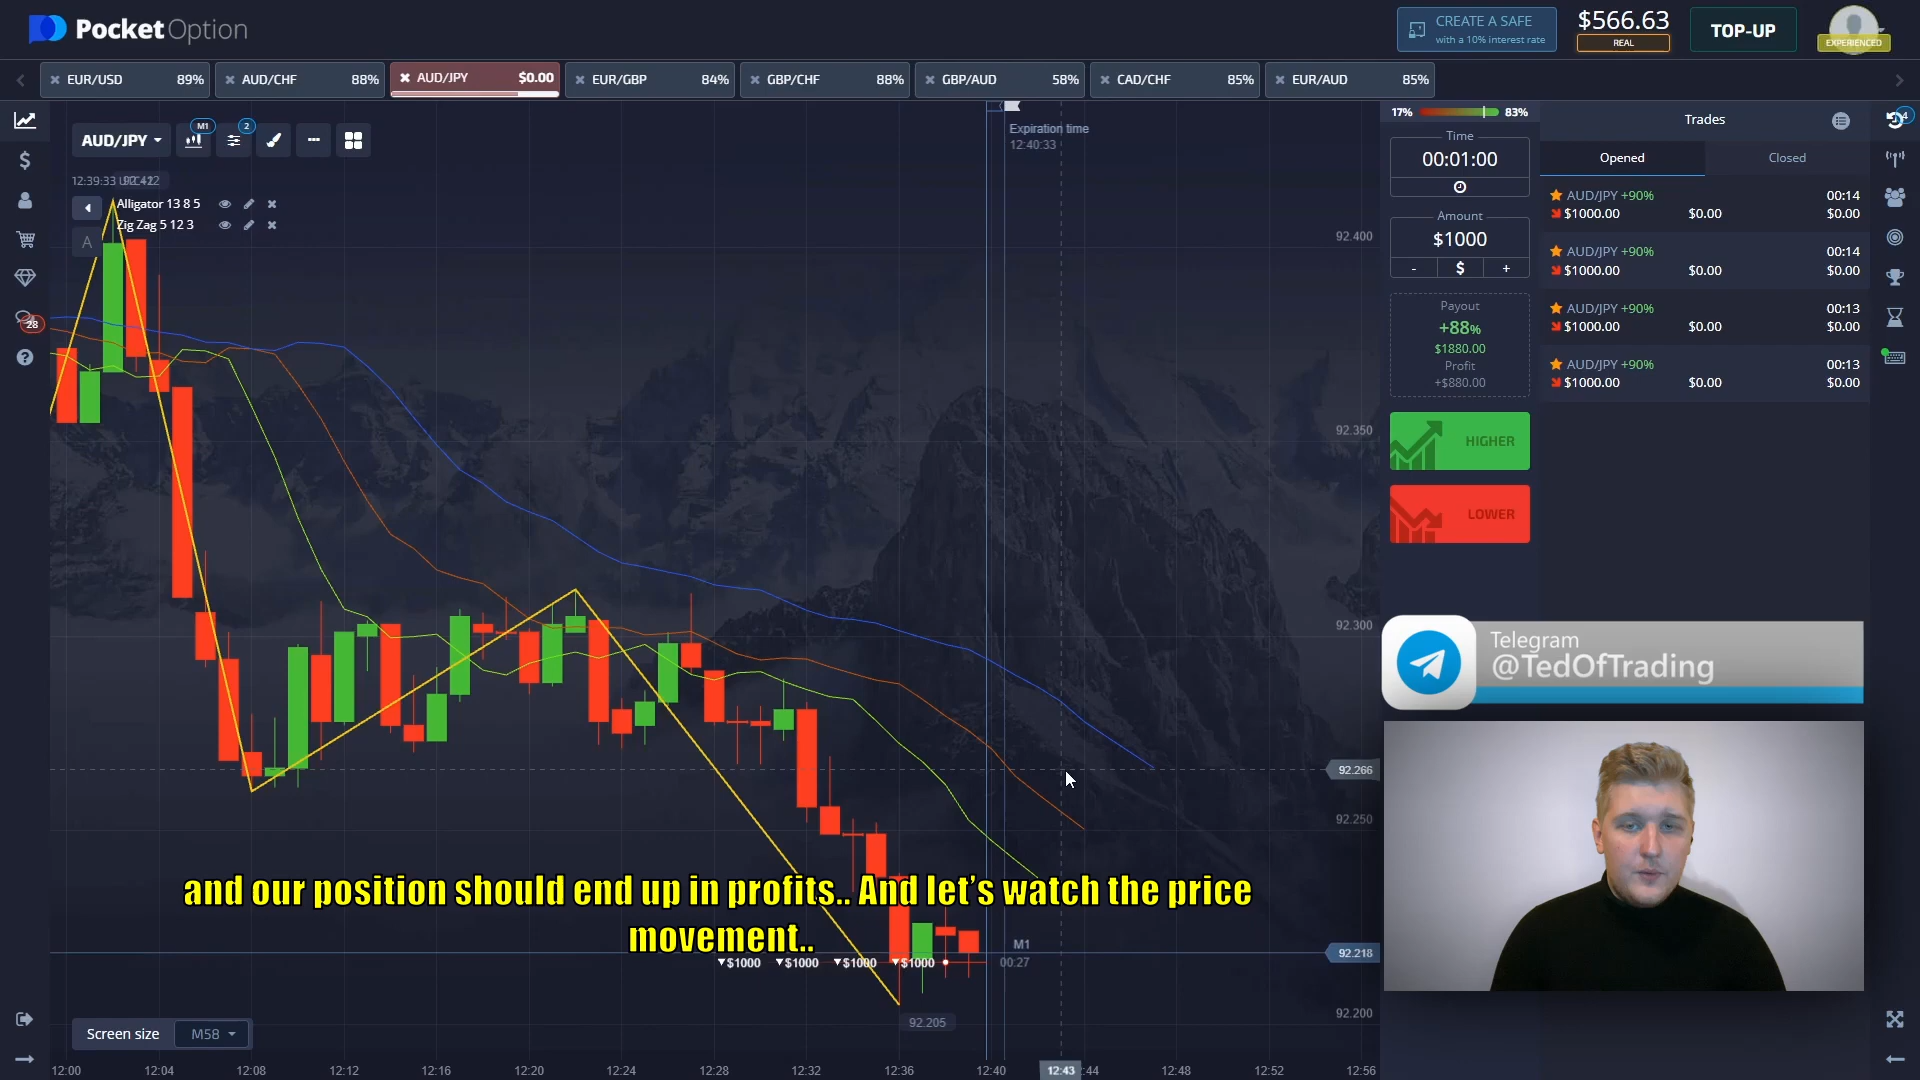 PocketOption
CREATE A SAFE
with a 10% interest rate
$566.63
REAL
TOP-UP
EXPERIENCED
EUR/USD 89%
AUD/CHF 88%
AUD/JPY $0.00
EUR/GBP 84%
GBP/CHF 88%
GBP/AUD 58%
CAD/CHF 85%
EUR/AUD 85%
AUD/JPY
M1
2
12:39:33
Alligator 13 8 5
Zig Zag 5 12 3
A
28
Expiration time
12:40:33
92.400
92.350
92.300
92.266
92.250
92.218
92.200
92.205
17% 83%
Time
00:01:00
Amount
$1000
- $ +
Payout
+88%
$1880.00
Profit
+$880.00
HIGHER
LOWER
Trades
Opened Closed
AUD/JPY +90% 00:14
$1000.00 $0.00 $0.00
AUD/JPY +90% 00:14
$1000.00 $0.00 $0.00
AUD/JPY +90% 00:13
$1000.00 $0.00 $0.00
AUD/JPY +90% 00:13
$1000.00 $0.00 $0.00
4
Telegram
@TedOfTrading
and our position should end up in profits.. And let's watch the price
movement..
$1000 $1000 $1000 $1000
M1
00:27
Screen size M58
12:00 12:04 12:08 12:12 12:16 12:20 12:24 12:28 12:32 12:36 12:40 12:43 :44 12:48 12:52 12:56